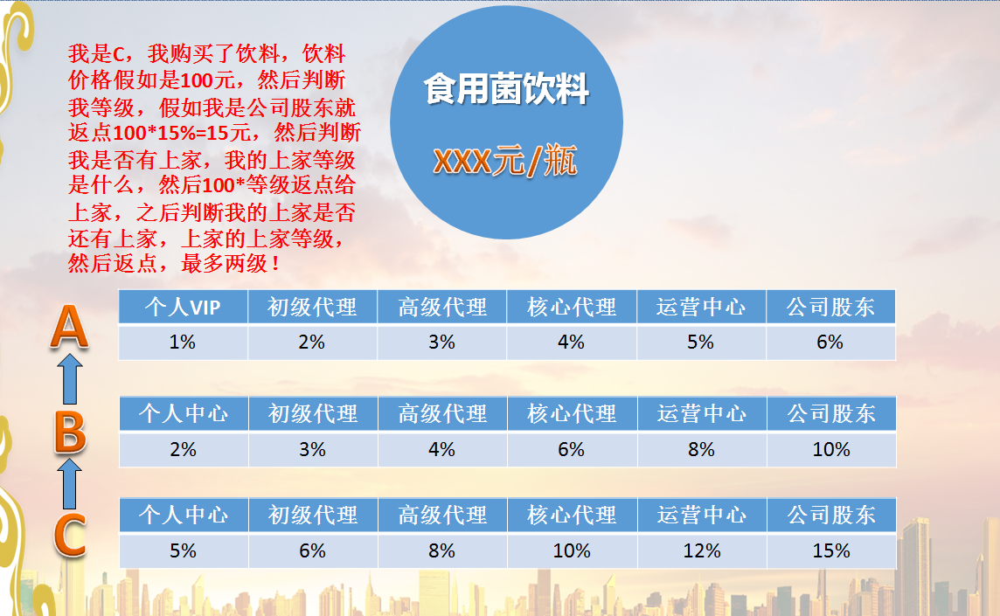 我是C，我购买了饮料，饮料
价格假如是100元，然后判断
我等级，假如我是公司股东就
返点100*15%=15元，然后判断
我是否有上家，我的上家等级
是什么，然后100*等级返点给
上家，之后判断我的上家是否
还有上家，上家的上家等级，
然后返点，最多两级！
食用菌饮料
XXX元/瓶
A
个人VIP 初级代理 高级代理 核心代理 运营中心 公司股东
1% 2% 3% 4% 5% 6%
B
个人中心 初级代理 高级代理 核心代理 运营中心 公司股东
2% 3% 4% 6% 8% 10%
C
个人中心 初级代理 高级代理 核心代理 运营中心 公司股东
5% 6% 8% 10% 12% 15%